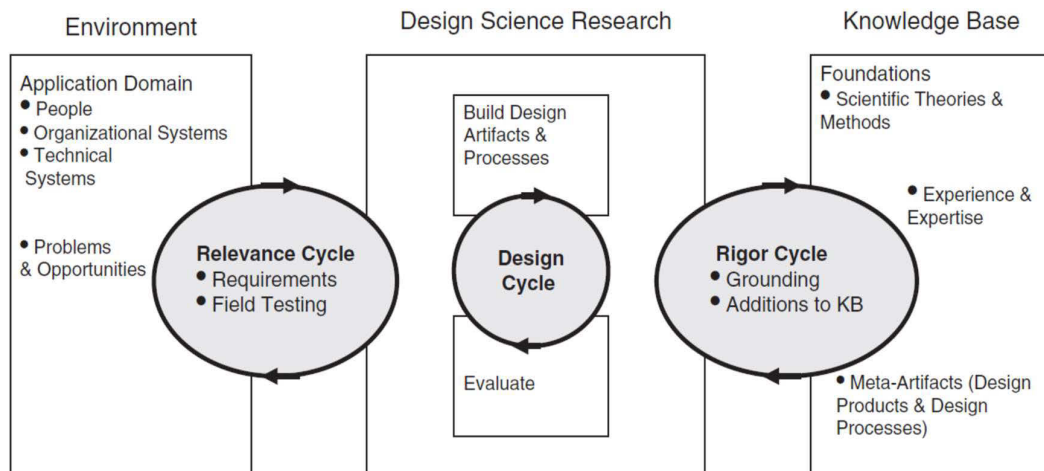 Environment
Design Science Research
Knowledge Base
Application Domain
• People
• Organizational Systems
• Technical
Systems
• Problems
& Opportunities
Relevance Cycle
• Requirements
• Field Testing
Build Design
Artifacts &
Processes
Design
Cycle
Evaluate
Rigor Cycle
• Grounding
• Additions to KB
Foundations
• Scientific Theories &
Methods
• Experience &
Expertise
• Meta-Artifacts (Design
Products & Design
Processes)